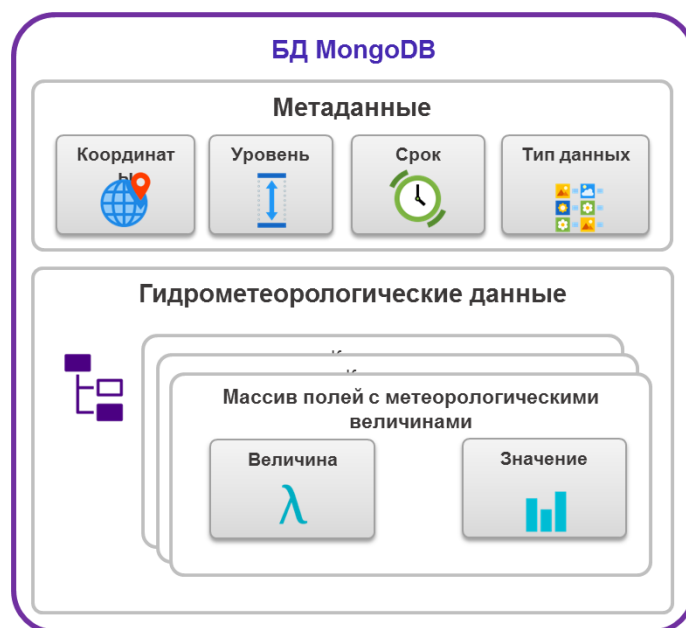 БД MongoDB
Метаданные
Координат
ы
Уровень
Срок
Тип данных
Гидрометеорологические данные
Массив полей с метеорологическими
величинами
Величина
λ
Значение